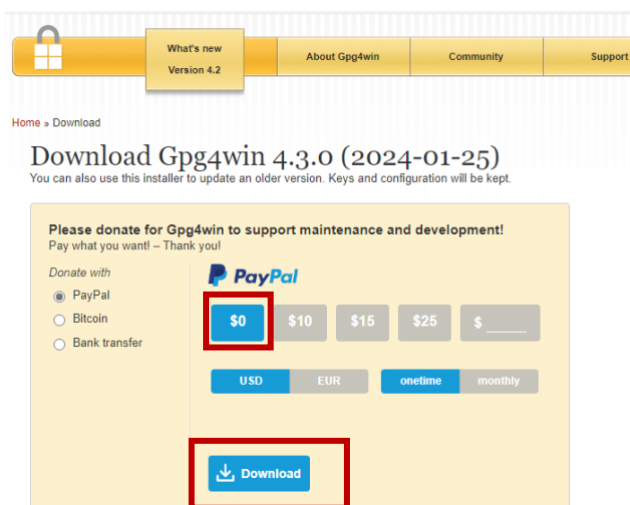 What's new
Version 4.2
About Gpg4win
Community
Support
Home » Download
Download Gpg4win 4.3.0 (2024-01-25)
You can also use this installer to update an older version. Keys and configuration will be kept.
Please donate for Gpg4win to support maintenance and development!
Pay what you want! – Thank you!
Donate with
PayPal
PayPal
Bitcoin
Bank transfer
$0 $10 $15 $25 $ _____
USD EUR onetime monthly
Download